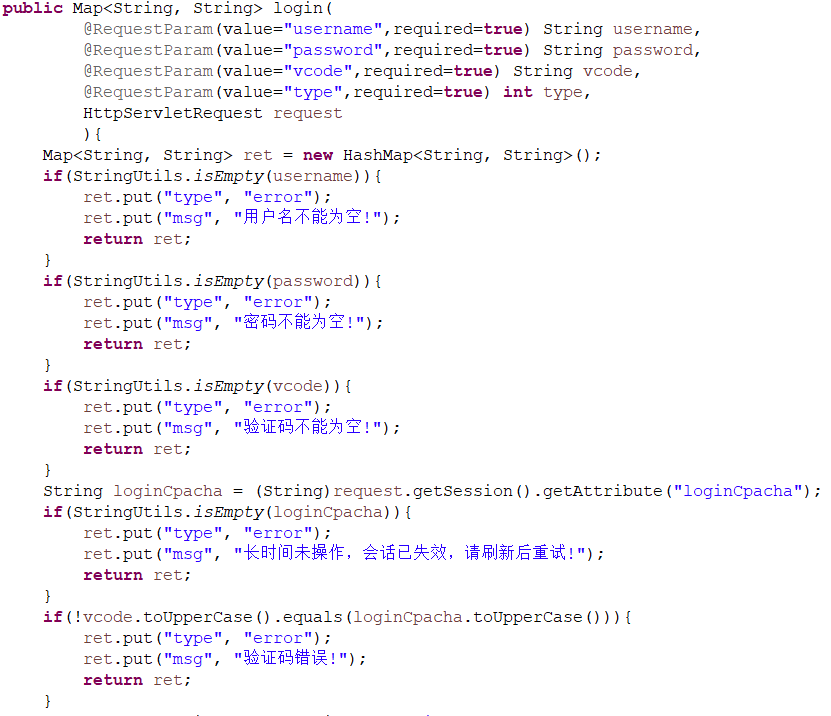 public Map<String, String> login(
@RequestParam(value="username",required=true) String username,
@RequestParam(value="password",required=true) String password,
@RequestParam(value="vcode",required=true) String vcode,
@RequestParam(value="type",required=true) int type,
HttpServletRequest request
){
Map<String, String> ret = new HashMap<String, String>();
if(StringUtils.isEmpty(username)){
ret.put("type", "error");
ret.put("msg", "用户名不能为空!");
return ret;
}
if(StringUtils.isEmpty(password)){
ret.put("type", "error");
ret.put("msg", "密码不能为空!");
return ret;
}
if(StringUtils.isEmpty(vcode)){
ret.put("type", "error");
ret.put("msg", "验证码不能为空!");
return ret;
}
String loginCpacha = (String)request.getSession().getAttribute("loginCpacha");
if(StringUtils.isEmpty(loginCpacha)){
ret.put("type", "error");
ret.put("msg", "长时间未操作，会话已失效，请刷新后重试!");
return ret;
}
if(!vcode.toUpperCase().equals(loginCpacha.toUpperCase())){
ret.put("type", "error");
ret.put("msg", "验证码错误!");
return ret;
}